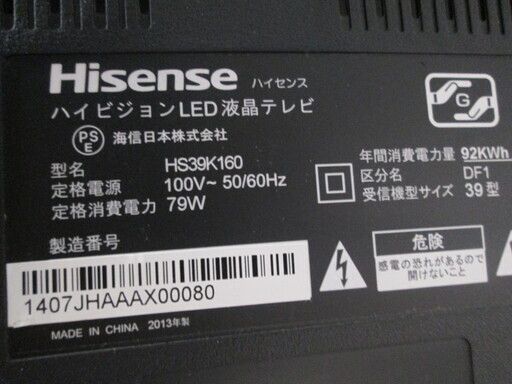 Hisense ハイセンス
ハイビジョンLED液晶テレビ
PSE 海信日本株式会社
G
型名 HS39K160
定格電源 100V~ 50/60Hz
定格消費電力 79W
年間消費電力量 92KWh
区分名 DF1
受信機型サイズ 39型
製造番号
1407JHAAAX00080
危険
感電の恐れがあるので
開けないこと
MADE IN CHINA 2013年製